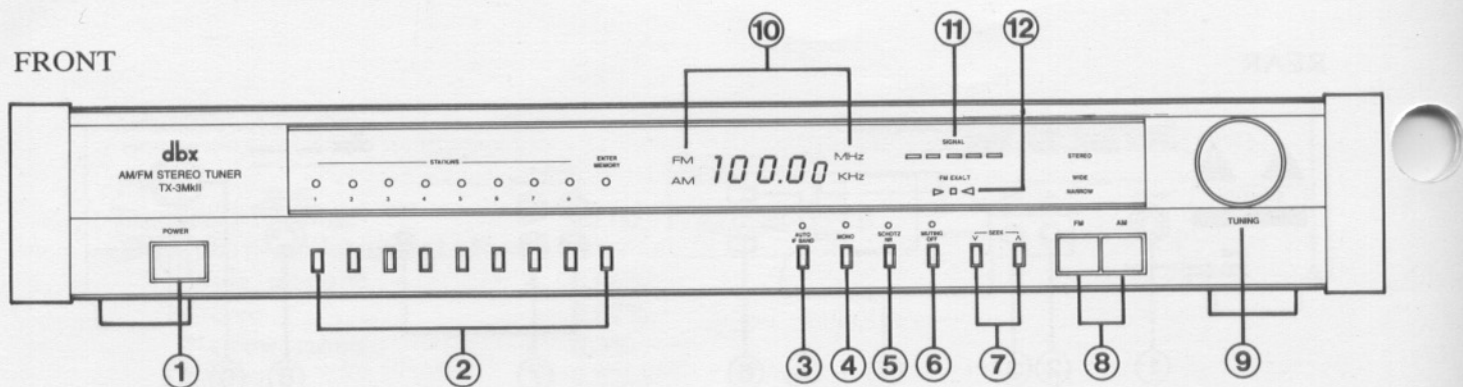 10 11 12
FRONT
dbx
AM/FM STEREO TUNER
TX-3MkII
POWER
STATIONS
ENTER
MEMORY
1 2 3 4 5 6 7 8
FM 100.00 MHz
AM KHz
SIGNAL
FM EXALT
STEREO
WIDE
NARROW
TUNING
AUTO
IF BAND
MONO
SCHOTZ
NR
MUTING
OFF
SEEK
FM AM
1 2 3 4 5 6 7 8 9